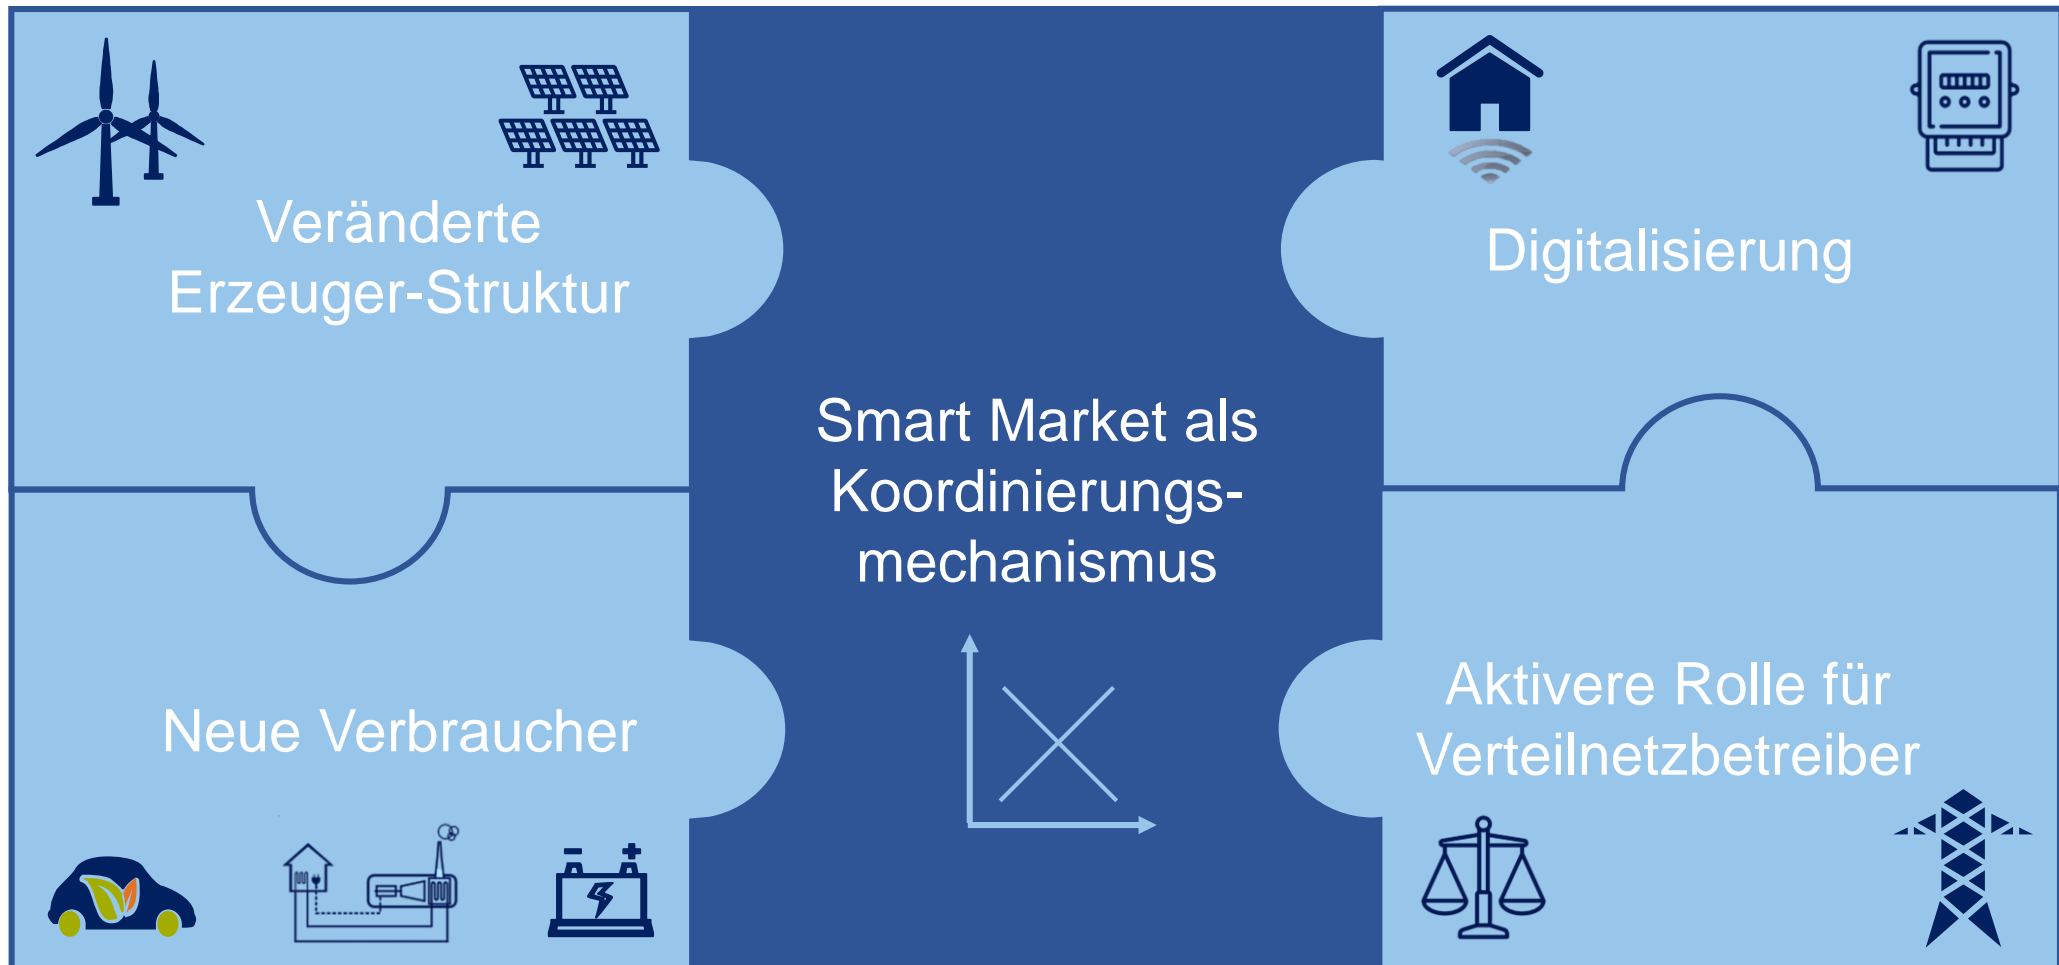 Veränderte
Erzeuger-Struktur
Digitalisierung
Smart Market als
Koordinierungs-
mechanismus
Neue Verbraucher
Aktivere Rolle für
Verteilnetzbetreiber